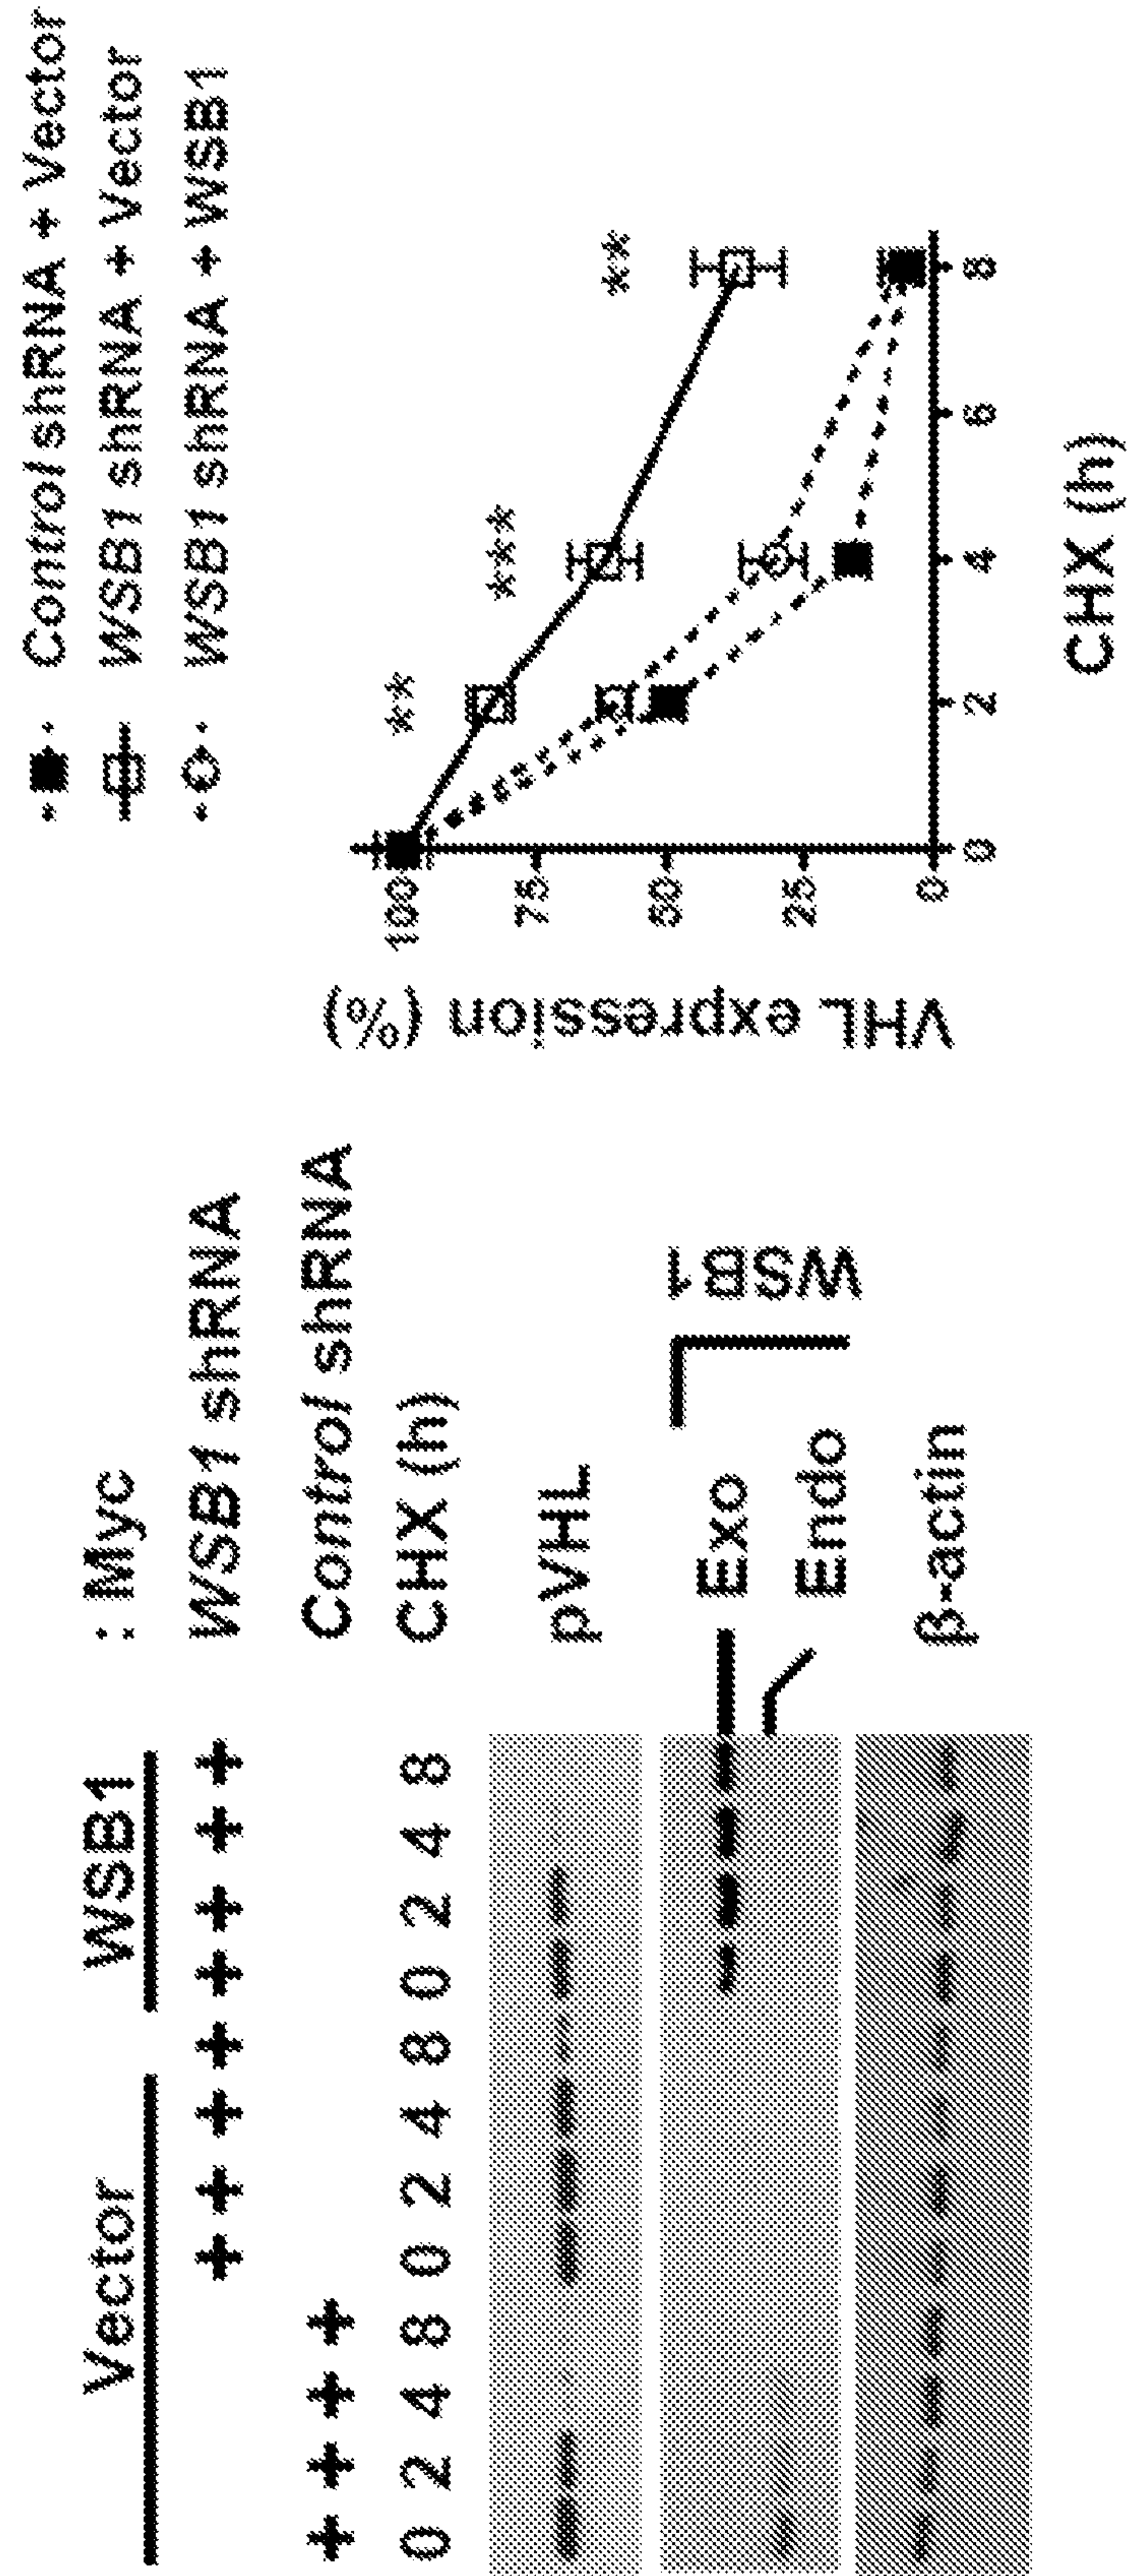 Vector WSB1 : Myc
+ + + + + + + + WSB1 shRNA
+ + + + Control shRNA
0 2 4 8 0 2 4 8 0 2 4 8 CHX (h)
pVHL
Exo
Endo
WSB1
β-actin
Control shRNA + Vector
WSB1 shRNA + Vector
WSB1 shRNA + WSB1
VHL expression (%)
100
75
50
25
0
** *** **
0 2 4 6 8
CHX (h)